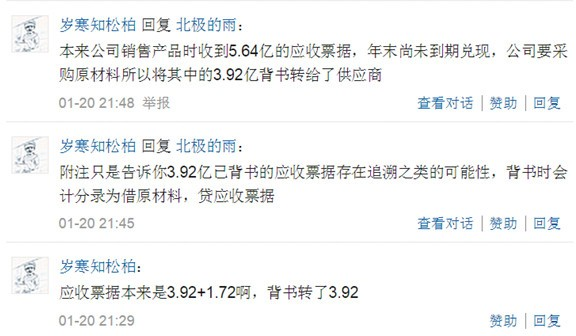 岁寒知松柏 回复 北极的雨：
本来公司销售产品时收到5.64亿的应收票据，年末尚未到期兑现，公司要采
购原材料所以将其中的3.92亿背书转给了供应商
01-20 21:48 举报 查看对话 | 赞助 | 回复
岁寒知松柏 回复 北极的雨：
附注只是告诉你3.92亿已背书的应收票据存在追溯之类的可能性，背书时会
计分录为借原材料，贷应收票据
01-20 21:45 查看对话 | 赞助 | 回复
岁寒知松柏：
应收票据本来是3.92+1.72啊，背书转了3.92
01-20 21:29 赞助 | 回复